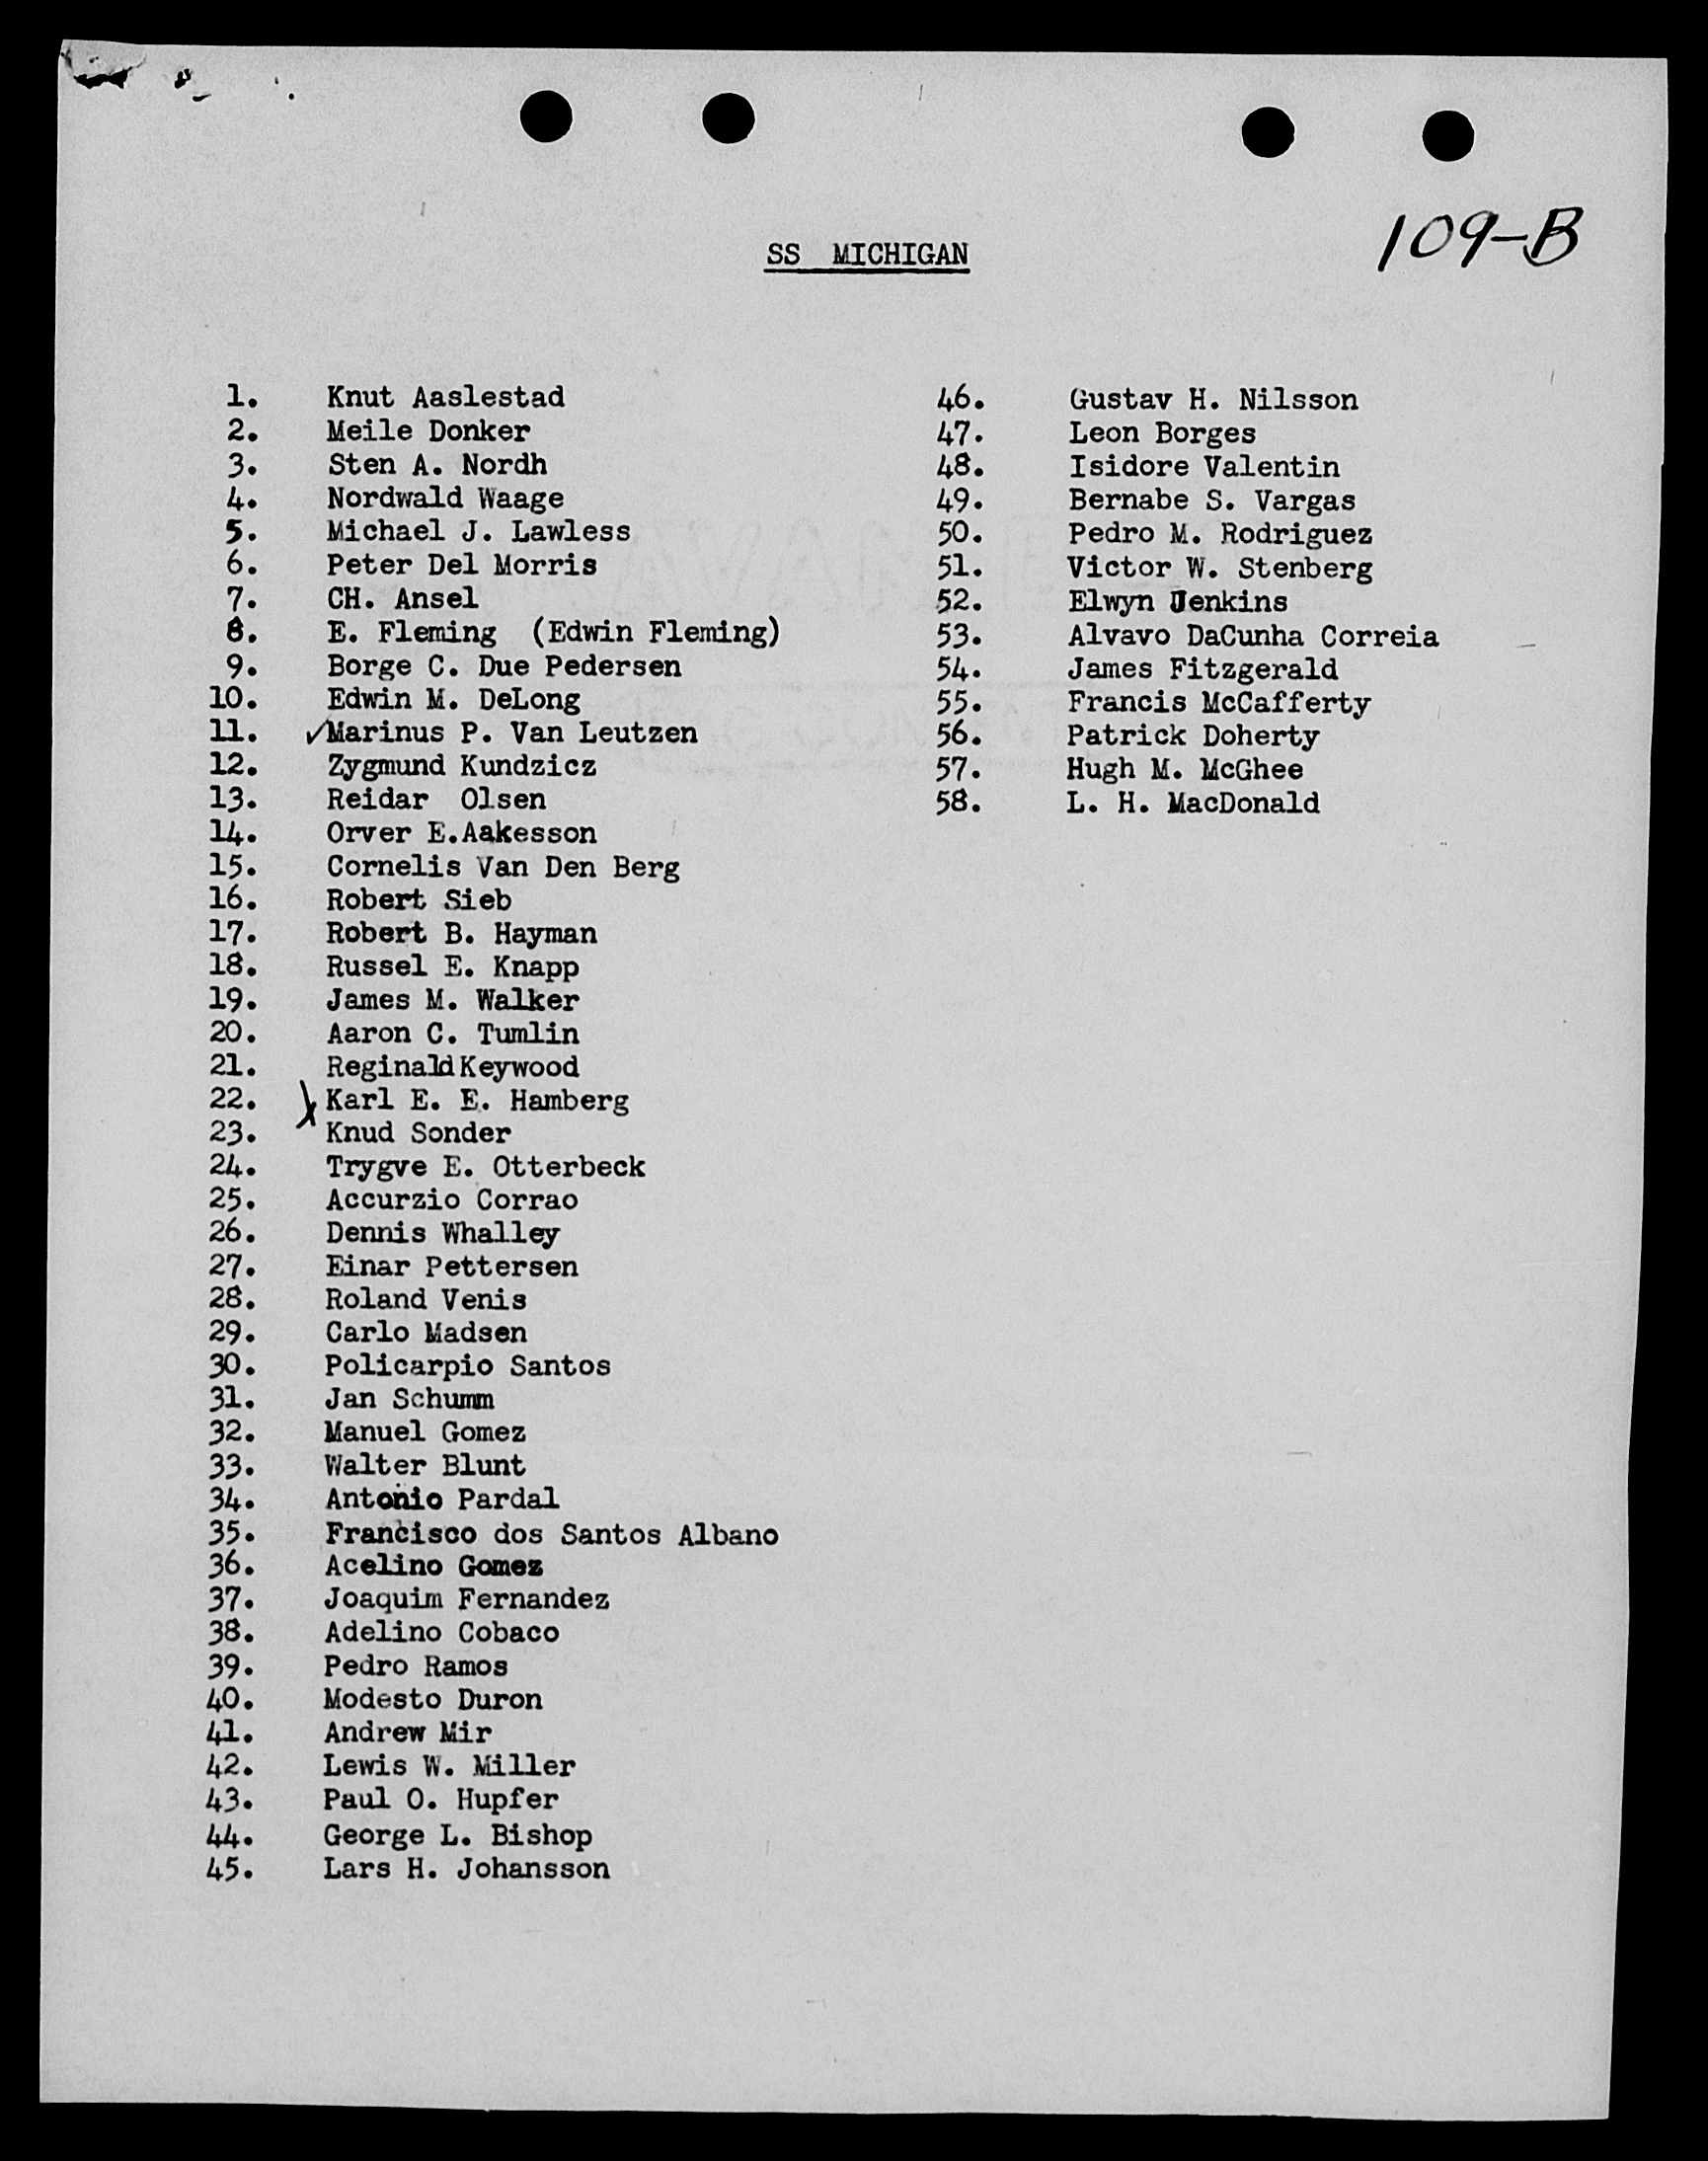 109-B
SS MICHIGAN
1. Knut Aaslestad
2. Meile Donker
3. Sten A. Nordh
4. Nordwald Waage
5. Michael J. Lawless
6. Peter Del Morris
7. CH. Ansel
8. E. Fleming (Edwin Fleming)
9. Borge C. Due Pedersen
10. Edwin M. DeLong
11. ✓Marinus P. Van Leutzen
12. Zygmund Kundzicz
13. Reidar Olsen
14. Orver E.Aakesson
15. Cornelis Van Den Berg
16. Robert Sieb
17. Robert B. Hayman
18. Russel E. Knapp
19. James M. Walker
20. Aaron C. Tumlin
21. Reginald Keywood
22. Karl E. E. Hamberg
23. Knud Sonder
24. Trygve E. Otterbeck
25. Accurzio Corrao
26. Dennis Whalley
27. Einar Pettersen
28. Roland Venis
29. Carlo Madsen
30. Policarpio Santos
31. Jan Schumm
32. Manuel Gomez
33. Walter Blunt
34. Antonio Pardal
35. Francisco dos Santos Albano
36. Acelino Gomez
37. Joaquim Fernandez
38. Adelino Cobaco
39. Pedro Ramos
40. Modesto Duron
41. Andrew Mir
42. Lewis W. Miller
43. Paul O. Hupfer
44. George L. Bishop
45. Lars H. Johansson
46. Gustav H. Nilsson
47. Leon Borges
48. Isidore Valentin
49. Bernabe S. Vargas
50. Pedro M. Rodriguez
51. Victor W. Stenberg
52. Elwyn Jenkins
53. Alvavo DaCunha Correia
54. James Fitzgerald
55. Francis McCafferty
56. Patrick Doherty
57. Hugh M. McGhee
58. L. H. MacDonald